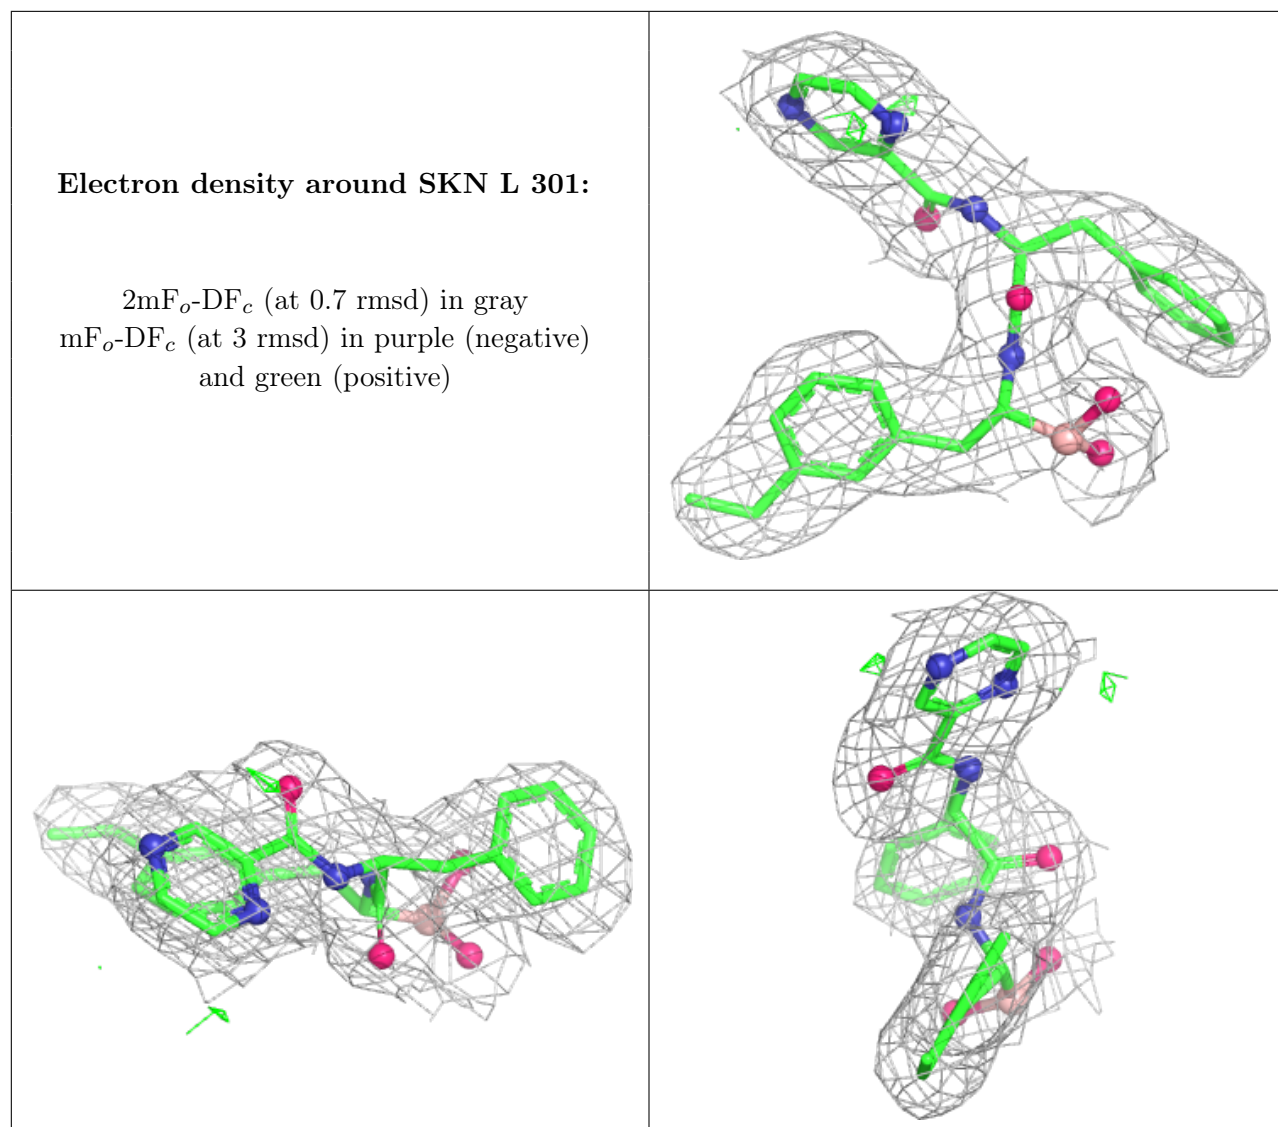 Electron density around SKN L 301:
2mFo-DFc (at 0.7 rmsd) in gray
mFo-DFc (at 3 rmsd) in purple (negative)
and green (positive)